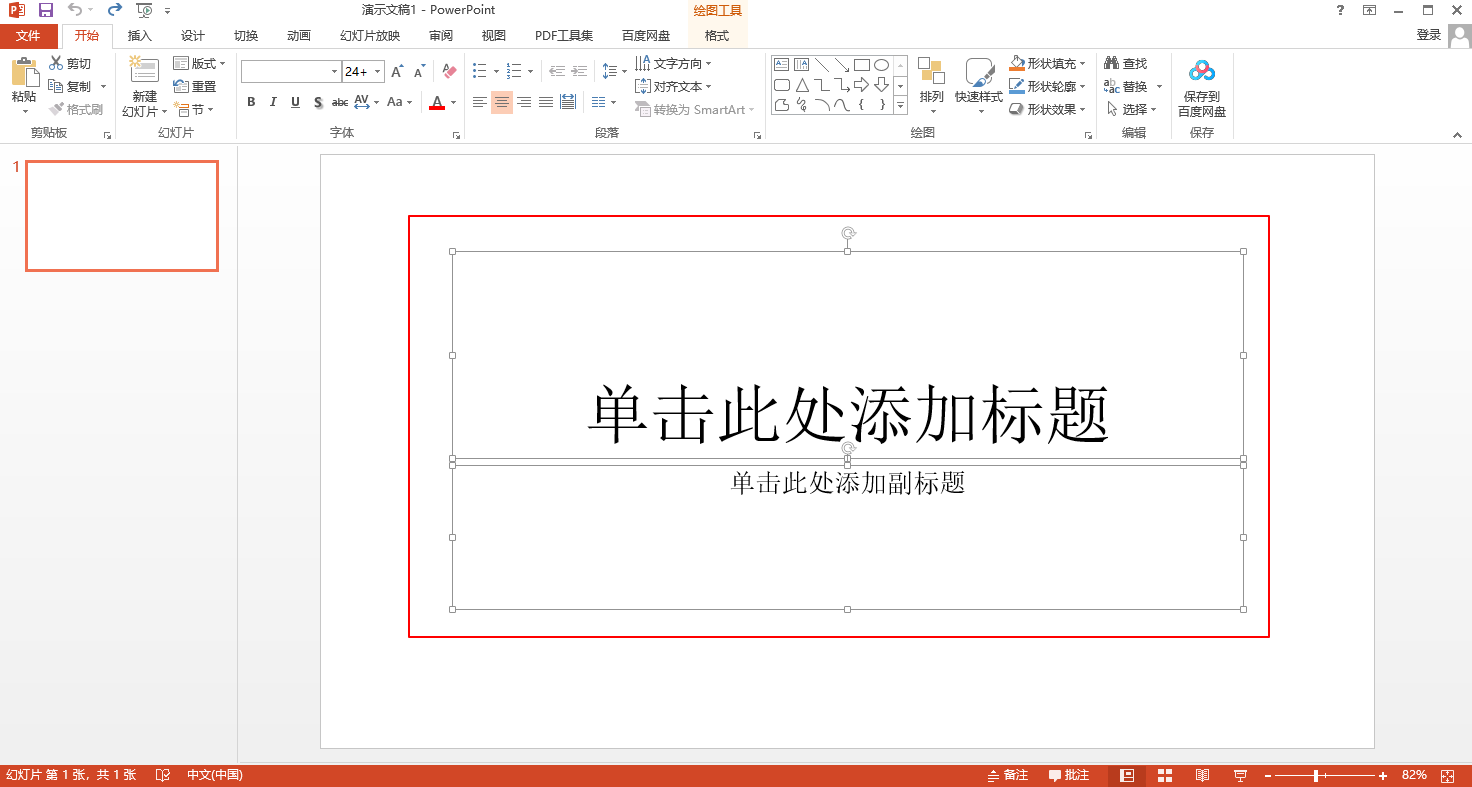 演示文稿1 - PowerPoint
绘图工具
?
文件
开始
插入
设计
切换
动画
幻灯片放映
审阅
视图
PDF工具集
百度网盘
格式
登录
粘贴
剪切
复制
格式刷
剪贴板
新建
幻灯片
版式
重置
节
幻灯片
24+
B I U S abc AV Aa A
字体
文字方向
对齐文本
转换为 SmartArt
段落
排列
快速样式
形状填充
形状轮廓
形状效果
绘图
查找
替换
选择
编辑
保存到
百度网盘
保存
1
单击此处添加标题
单击此处添加副标题
幻灯片 第 1 张，共 1 张
中文(中国)
备注
批注
82%